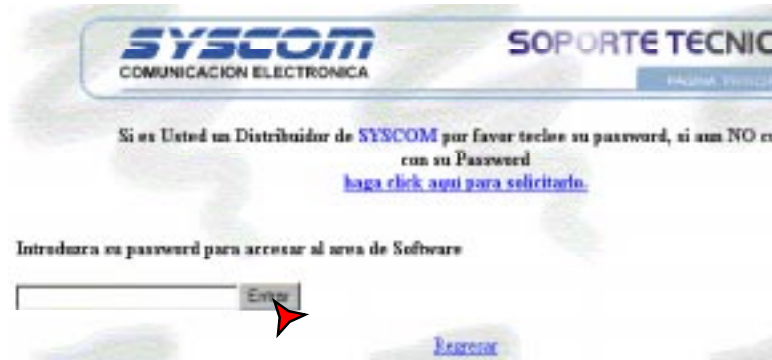 SYSCOM
COMUNICACION ELECTRONICA
SOPORTE TECNIC
Si es Usted un Distribuidor de SYSCOM por favor teclee su password, si aun NO cu
con su Password
haga click aqui para solicitarlo.
Introduzca su password para accesar al area de Software
Entrar
Regresar